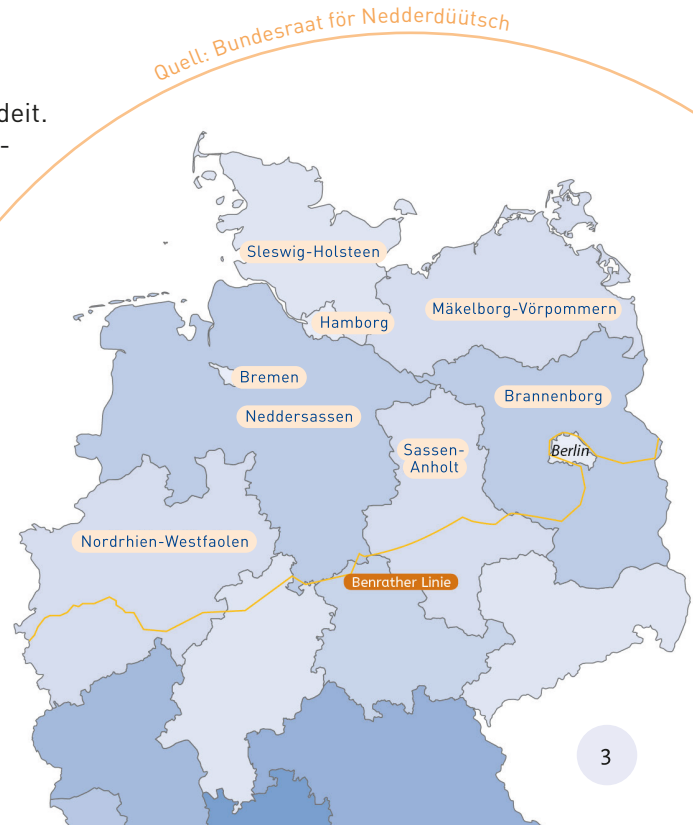 Quell: Bundesraat för Nedderdüütsch
deit.
-
Sleswig-Holsteen
Mäkelborg-Vörpommern
Hamborg
Bremen
Brannenborg
Neddersassen
Sassen-
Anholt
Berlin
Nordrhien-Westfaolen
Benrather Linie
3